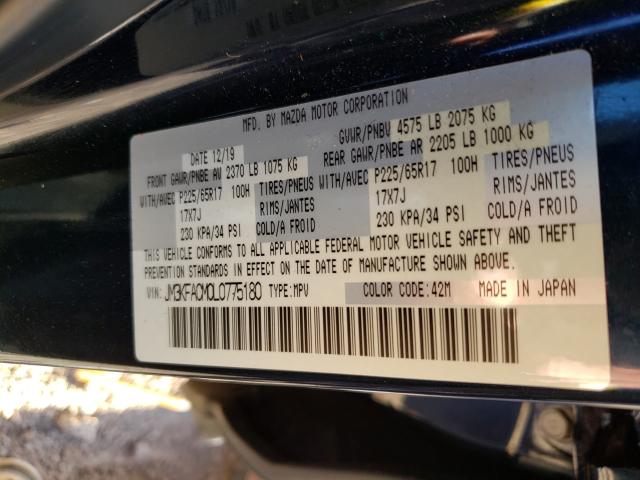 MFD. BY MAZDA MOTOR CORPORATION
DATE 12/19 GVWR/PNBV 4575 LB 2075 KG
FRONT GAWR/PNBE AV 2370 LB 1075 KG REAR GAWR/PNBE AR 2205 LB 1000 KG
WITH/AVEC P225/65R17 100H TIRES/PNEUS WITH/AVEC P225/65R17 100H TIRES/PNEUS
17X7J RIMS/JANTES 17X7J RIMS/JANTES
230 KPA/34 PSI COLD/A FROID 230 KPA/34 PSI COLD/A FROID
THIS VEHICLE CONFORMS TO ALL APPLICABLE FEDERAL MOTOR VEHICLE SAFETY AND THEFT
PREVENTION STANDARDS IN EFFECT ON THE DATE OF MANUFACTURE SHOWN ABOVE.
VIN: JM3KFACM0L0775180 TYPE:MPV COLOR CODE:42M MADE IN JAPAN